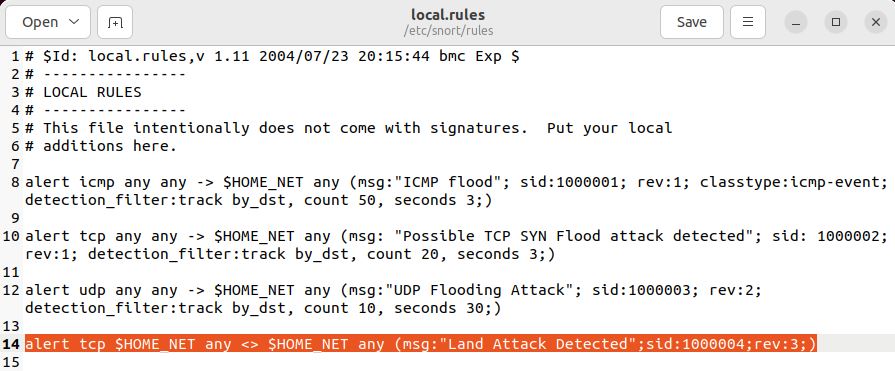 Open
local.rules
/etc/snort/rules
Save
1 # $Id: local.rules,v 1.11 2004/07/23 20:15:44 bmc Exp $
2 # ----------------
3 # LOCAL RULES
4 # ----------------
5 # This file intentionally does not come with signatures.  Put your local
6 # additions here.
7
8 alert icmp any any -> $HOME_NET any (msg:"ICMP flood"; sid:1000001; rev:1; classtype:icmp-event;
detection_filter:track by_dst, count 50, seconds 3;)
9
10 alert tcp any any -> $HOME_NET any (msg: "Possible TCP SYN Flood attack detected"; sid: 1000002;
rev:1; detection_filter:track by_dst, count 20, seconds 3;)
11
12 alert udp any any -> $HOME_NET any (msg:"UDP Flooding Attack"; sid:1000003; rev:2;
detection_filter:track by_dst, count 10, seconds 30;)
13
14 alert tcp $HOME_NET any <> $HOME_NET any (msg:"Land Attack Detected";sid:1000004;rev:3;)
15